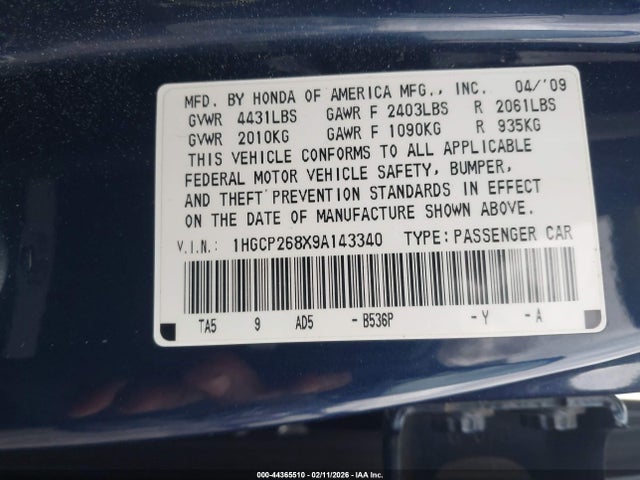 MFD. BY HONDA OF AMERICA MFG., INC. 04/'09
GVWR 4431LBS GAWR F 2403LBS R 2061LBS
GVWR 2010KG GAWR F 1090KG R 935KG
THIS VEHICLE CONFORMS TO ALL APPLICABLE
FEDERAL MOTOR VEHICLE SAFETY, BUMPER,
AND THEFT PREVENTION STANDARDS IN EFFECT
ON THE DATE OF MANUFACTURE SHOWN ABOVE.
V.I.N.: 1HGCP268X9A143340 TYPE: PASSENGER CAR
TA5 9 AD5 - B536P - Y - A
000-44365510 - 02/11/2026 - IAA Inc.